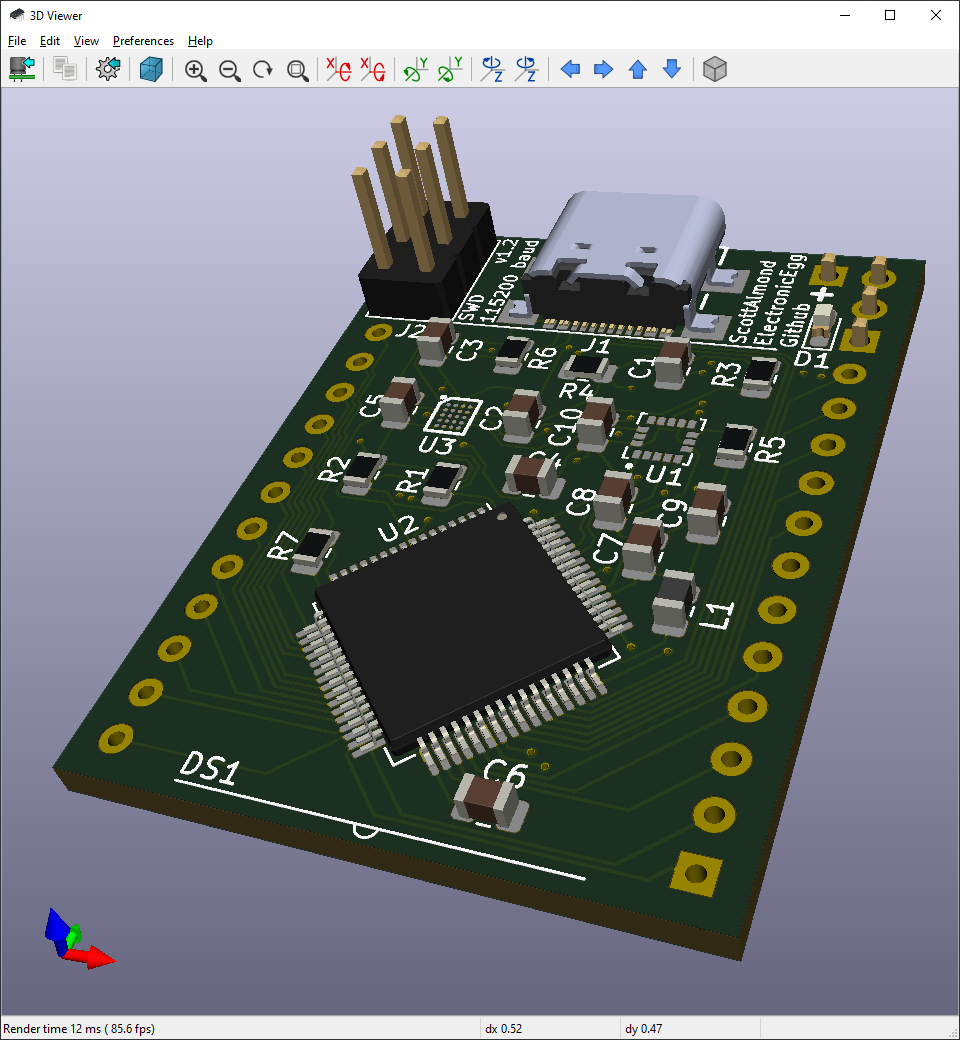 3D Viewer
File Edit View Preferences Help
X X Y Y Z Z
v1.2
SWD
115200 baud
ScottAlmond
ElectronicEgg
Github
+
D1
J2
C3
R6
J1
R4
C1
R3
C5
U3
C2
C10
U1
R5
R2
R1
C4
C8
C9
U2
R7
C7
L1
DS1
C6
Render time 12 ms ( 85.6 fps)
dx 0.52
dy 0.47